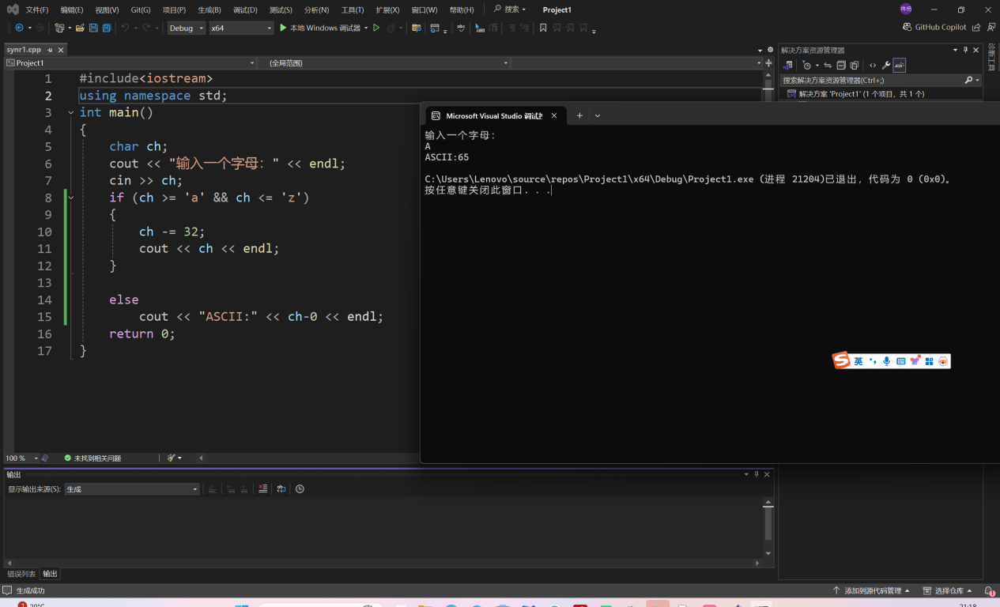 文件(F) 编辑(E) 视图(V) Git(G) 项目(P) 生成(B) 调试(D) 测试(S) 分析(N) 工具(T) 扩展(X) 窗口(W) 帮助(H) 搜索 Project1
Debug x64 本地 Windows 调试器 GitHub Copilot
synr1.cpp
Project1 (全局范围)
1 #include<iostream>
2 using namespace std;
3 int main()
4 {
5 char ch;
6 cout << "输入一个字母：" << endl;
7 cin >> ch;
8 if (ch >= 'a' && ch <= 'z')
9 {
10 ch -= 32;
11 cout << ch << endl;
12 }
13
14 else
15 cout << "ASCII:" << ch-0 << endl;
16 return 0;
17 }
Microsoft Visual Studio 调试
输入一个字母：
A
ASCII:65
C:\Users\Lenovo\source\repos\Project1\x64\Debug\Project1.exe (进程 21204)已退出，代码为 0 (0x0)。
按任意键关闭此窗口. . .
英
解决方案资源管理器
搜索解决方案资源管理器(Ctrl+;)
解决方案 'Project1' (1 个项目，共 1 个)
诊断工具
100 % 未找到相关问题
输出
显示输出来源(S): 生成
错误列表 输出
生成成功 添加到源代码管理 选择仓库 1
1 20°C 21:18